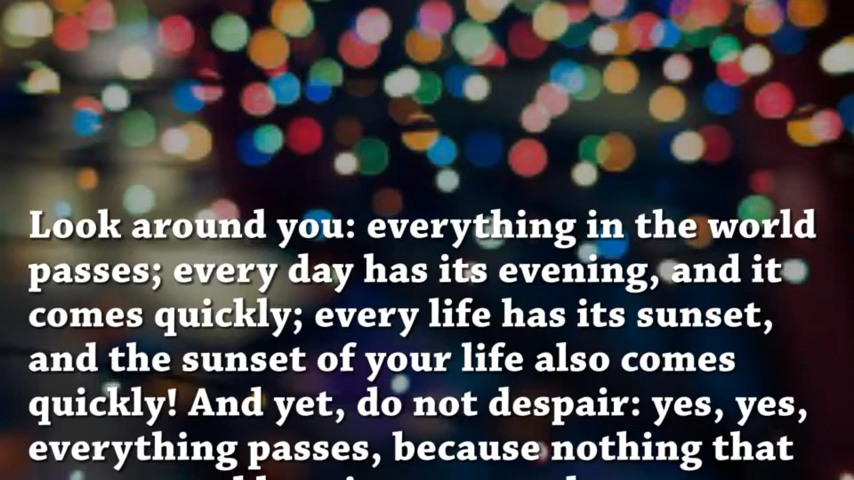 Look around you: everything in the world
passes; every day has its evening, and it
comes quickly; every life has its sunset,
and the sunset of your life also comes
quickly! And yet, do not despair: yes, yes,
everything passes, because nothing that